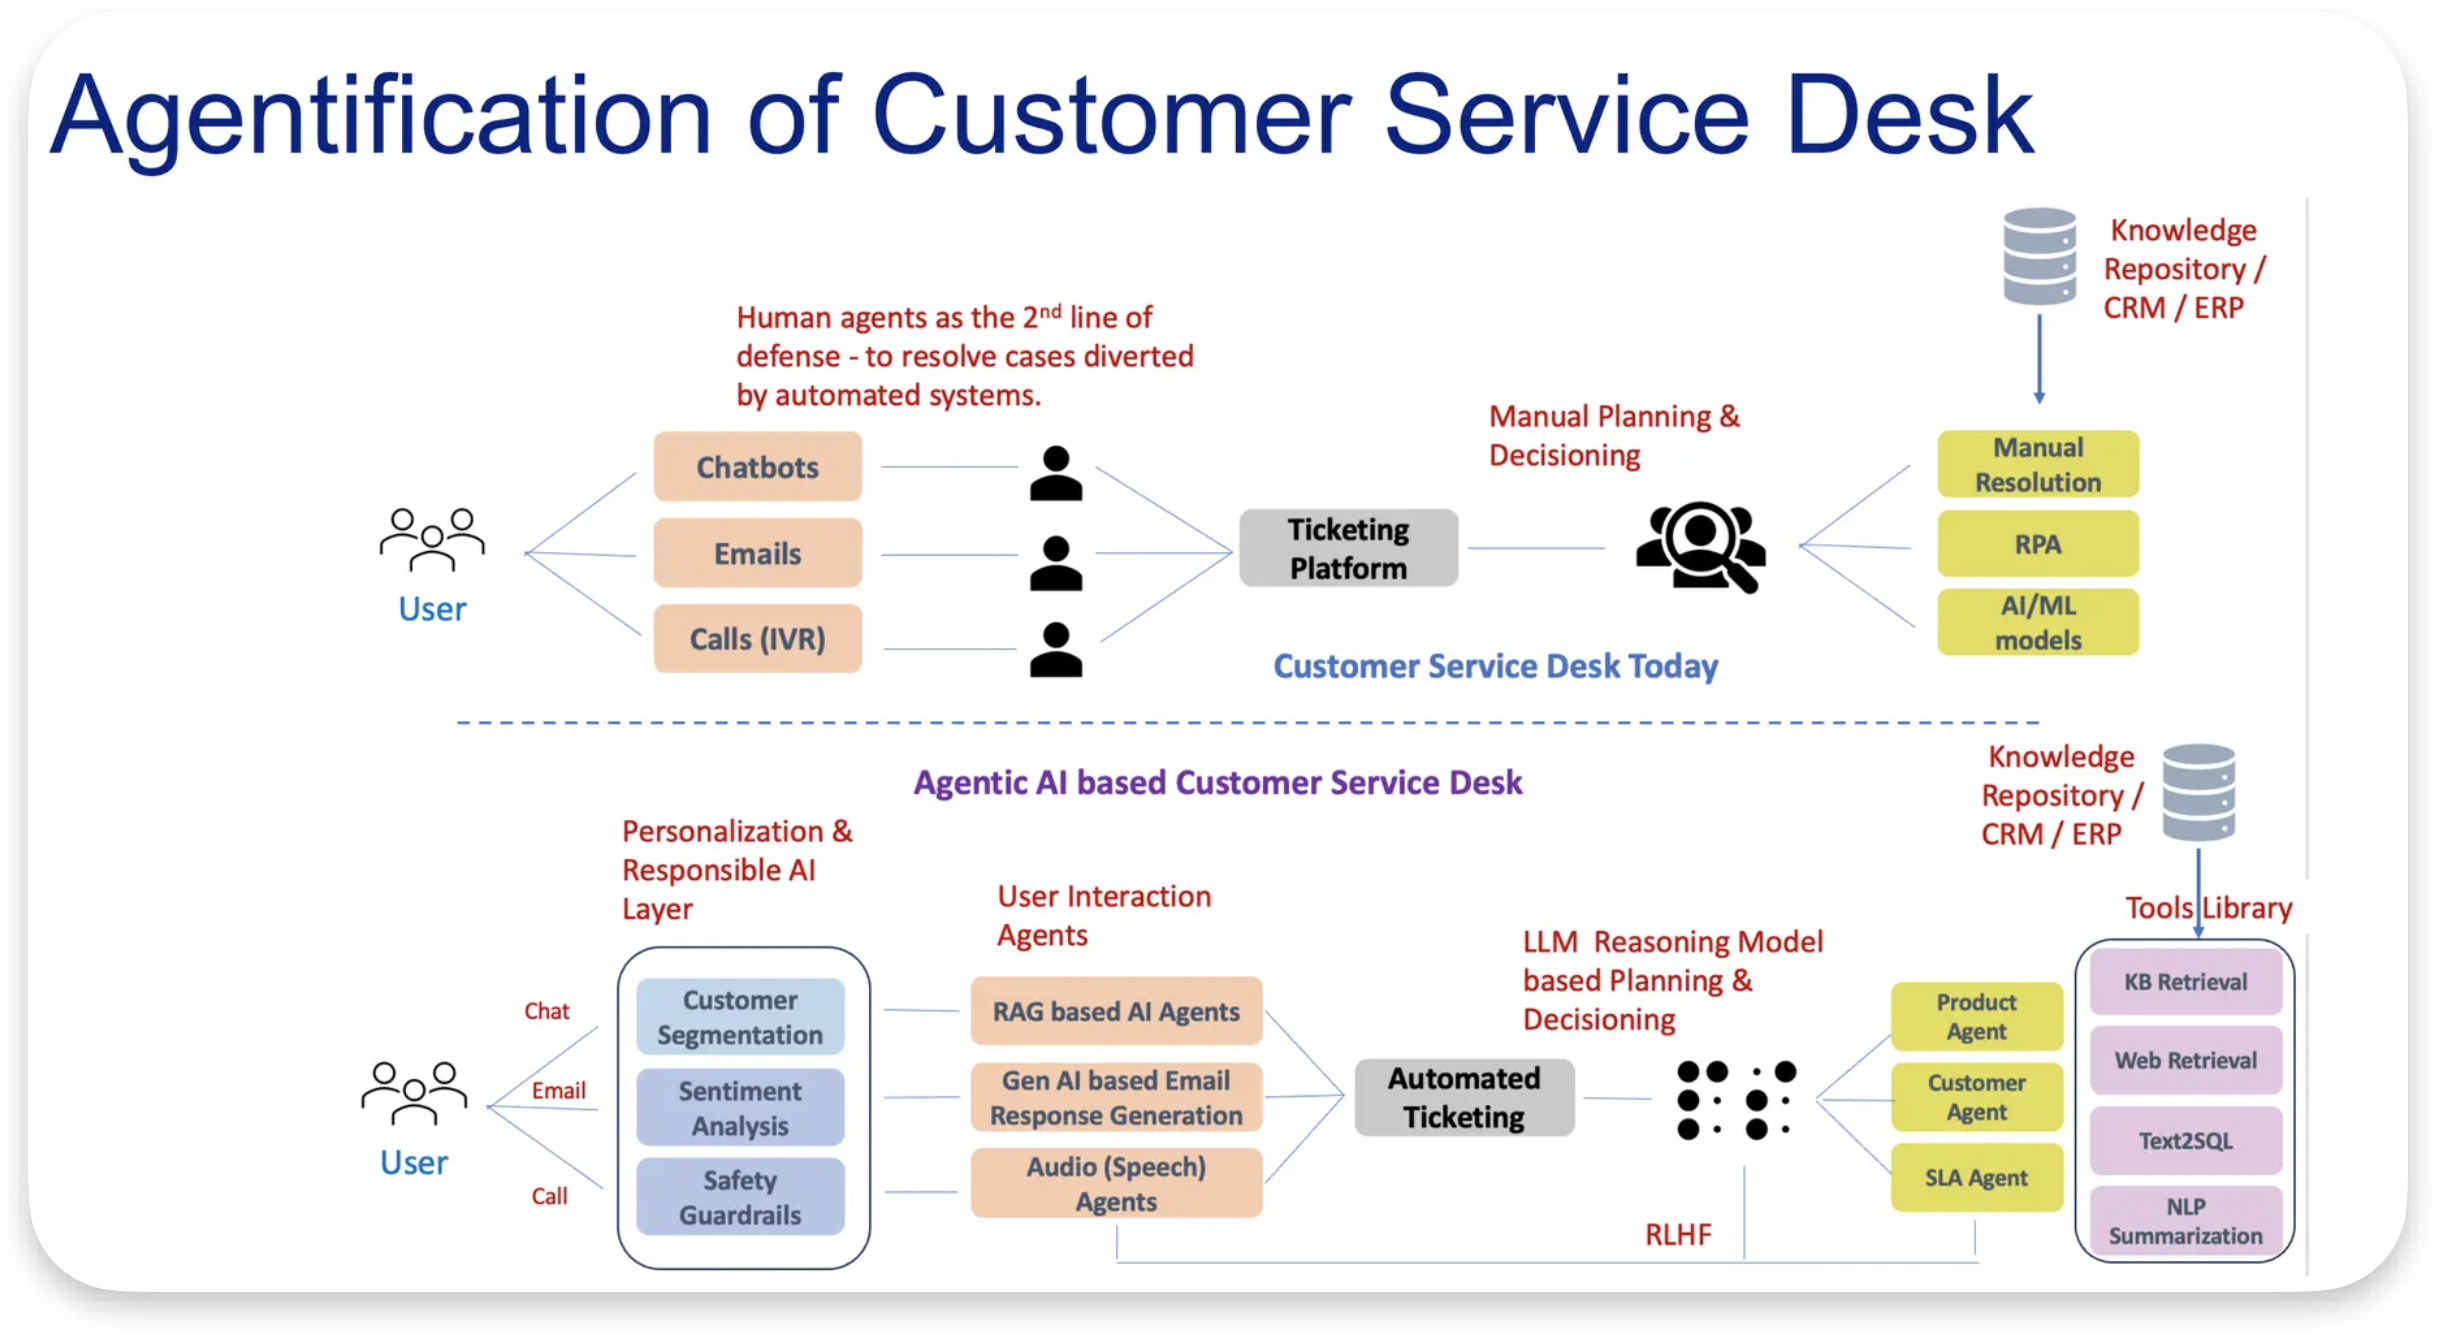 Agentification of Customer Service Desk
Knowledge
Repository /
CRM / ERP
Human agents as the 2nd line of
defense - to resolve cases diverted
by automated systems.
Manual Planning &
Decisioning
User
Chatbots
Emails
Calls (IVR)
Ticketing
Platform
Manual
Resolution
RPA
AI/ML
models
Customer Service Desk Today
Agentic AI based Customer Service Desk
Knowledge
Repository /
CRM / ERP
Personalization &
Responsible AI
Layer
User Interaction
Agents
LLM  Reasoning Model
based Planning &
Decisioning
Tools Library
User
Chat
Email
Call
Customer
Segmentation
Sentiment
Analysis
Safety
Guardrails
RAG based AI Agents
Gen AI based Email
Response Generation
Audio (Speech)
Agents
Automated
Ticketing
RLHF
Product
Agent
Customer
Agent
SLA Agent
KB Retrieval
Web Retrieval
Text2SQL
NLP
Summarization